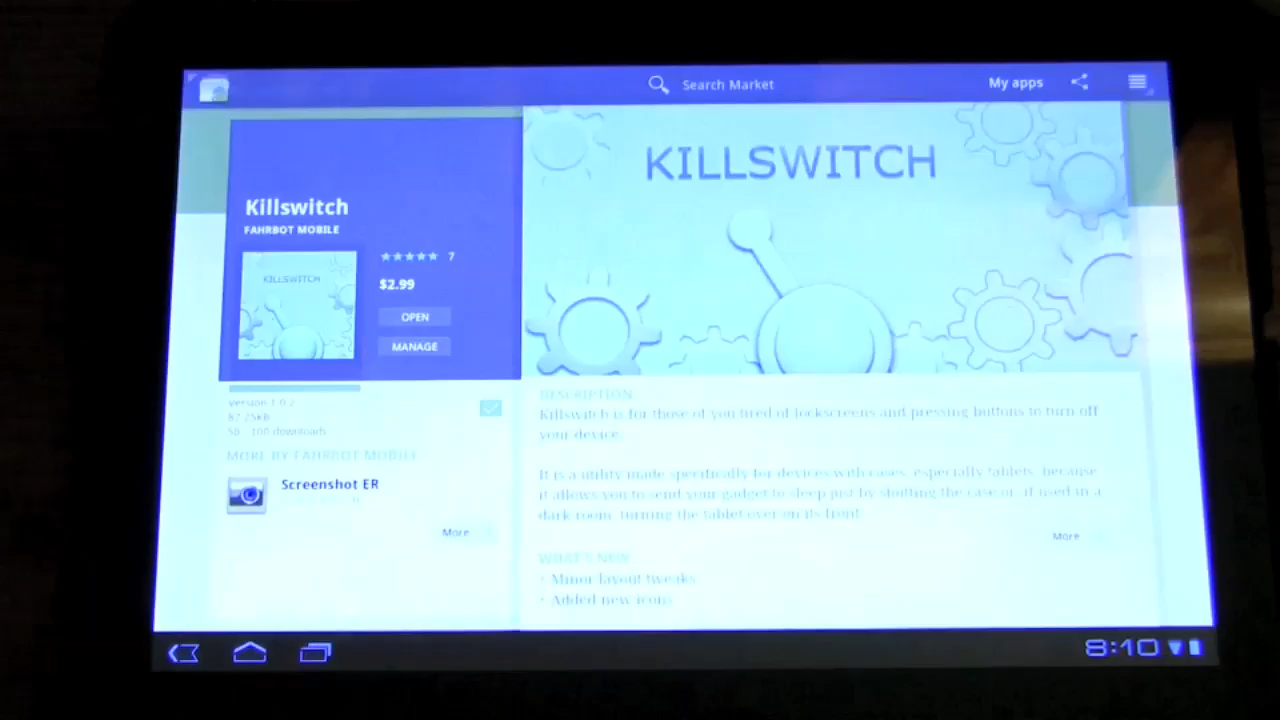 Search Market
My apps
Killswitch
FAHRBOT MOBILE
KILLSWITCH
7
$2.99
OPEN
MANAGE
KILLSWITCH
version 1.0.2
87.25KB
50 - 100 downloads
MORE BY FAHRBOT MOBILE
Screenshot ER
More
DESCRIPTION
Killswitch is for those of you tired of lockscreens and pressing buttons to turn off
your device.
It is a utility made specifically for devices with cases, especially tablets, because
it allows you to send your gadget to sleep just by shutting the case or, if used in a
dark room, turning the tablet over on its front.
More
WHAT'S NEW
· Minor layout tweaks
· Added new icons
8:10